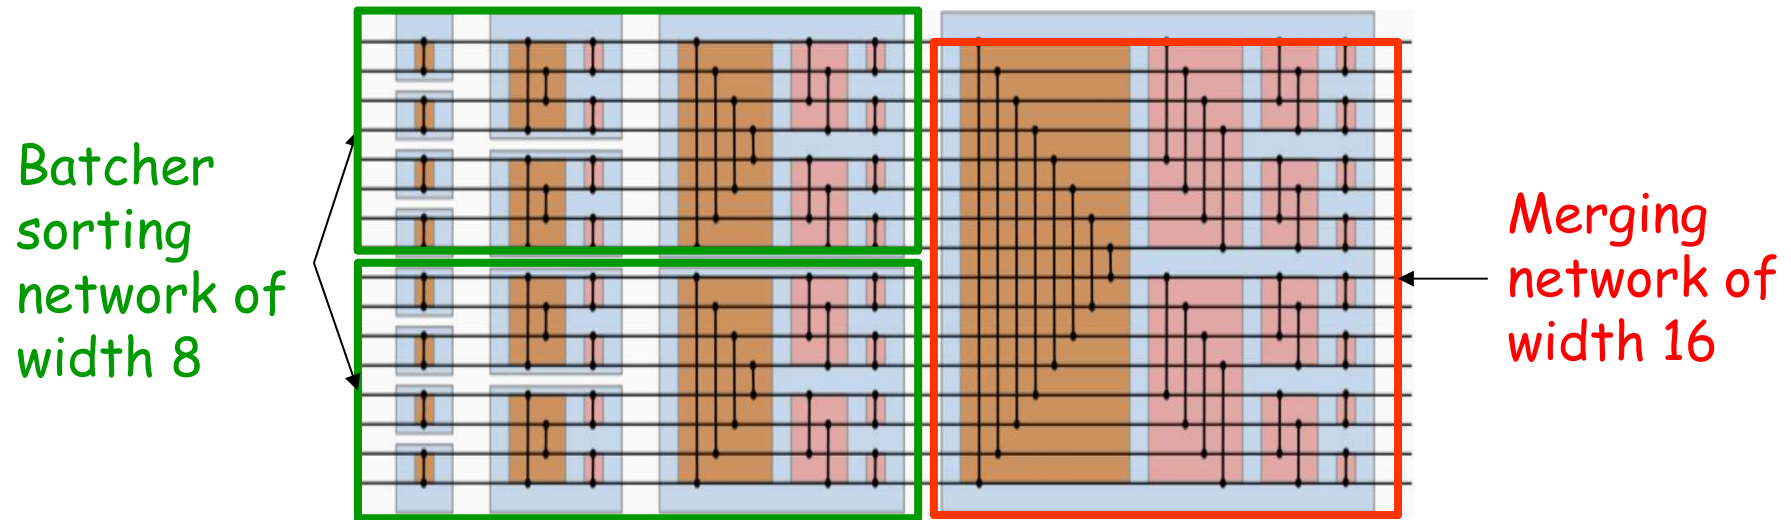 Batcher
sorting
network of
width 8
Merging
network of
width 16